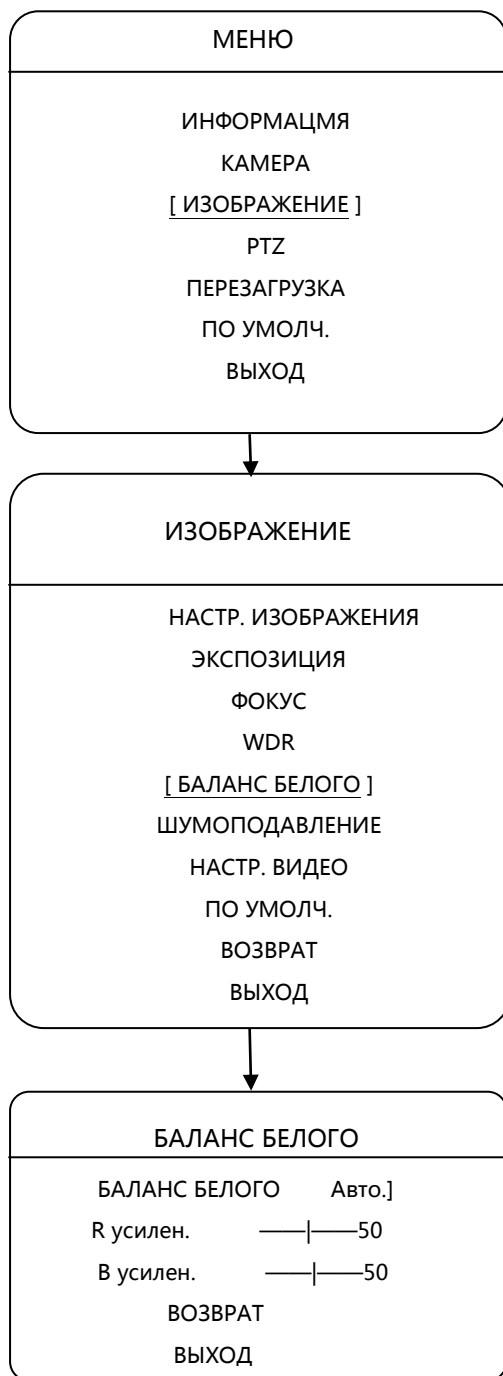 МЕНЮ
ИНФОРМАЦМЯ
КАМЕРА
[ ИЗОБРАЖЕНИЕ ]
PTZ
ПЕРЕЗАГРУЗКА
ПО УМОЛЧ.
ВЫХОД
ИЗОБРАЖЕНИЕ
НАСТР. ИЗОБРАЖЕНИЯ
ЭКСПОЗИЦИЯ
ФОКУС
WDR
[ БАЛАНС БЕЛОГО ]
ШУМОПОДАВЛЕНИЕ
НАСТР. ВИДЕО
ПО УМОЛЧ.
ВОЗВРАТ
ВЫХОД
БАЛАНС БЕЛОГО
БАЛАНС БЕЛОГО Авто.]
R усилен. ——|——50
B усилен. ——|——50
ВОЗВРАТ
ВЫХОД